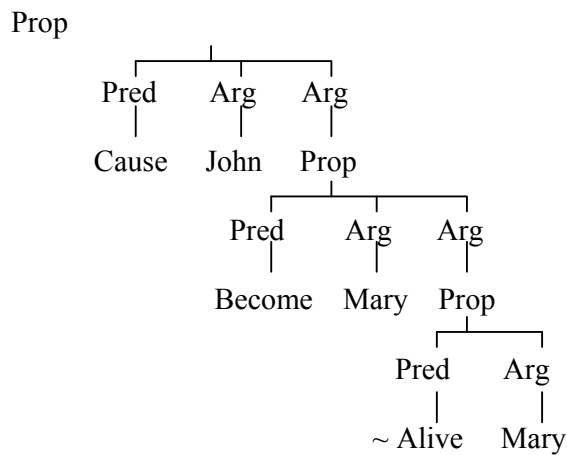 Prop
Pred Arg Arg
Cause John Prop
Pred Arg Arg
Become Mary Prop
Pred Arg
~ Alive Mary